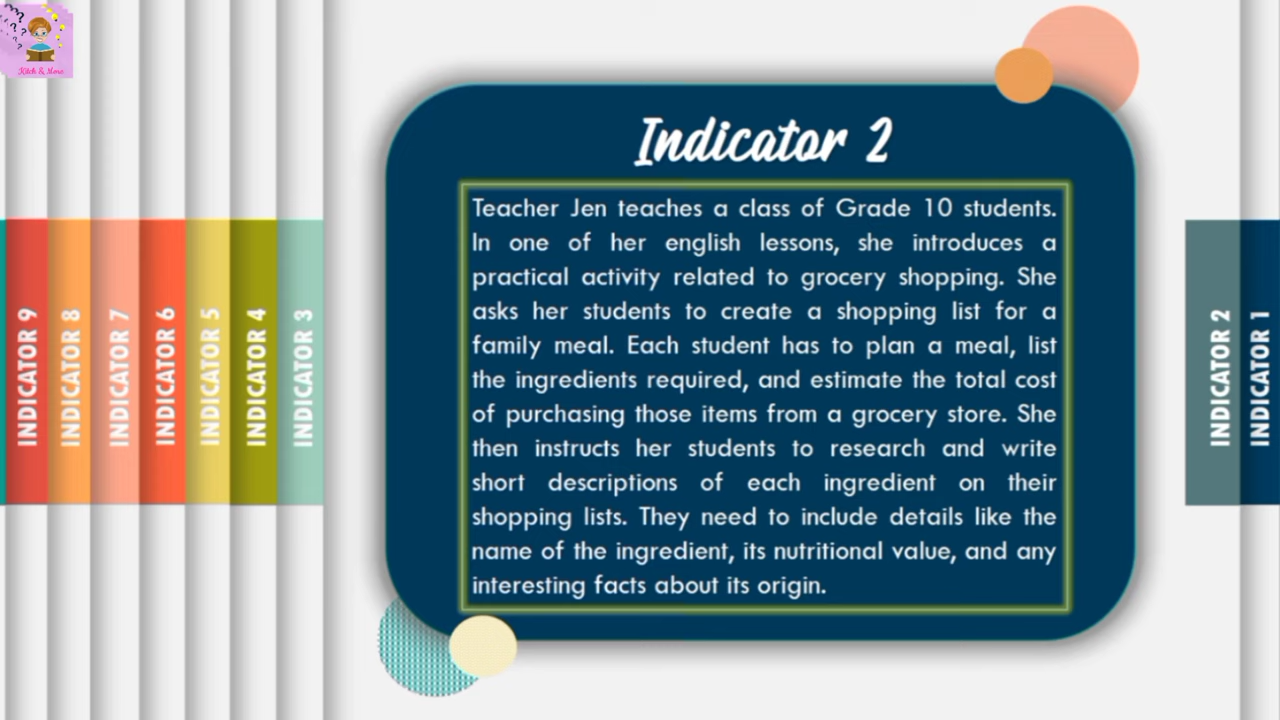 Kitch & More
Indicator 2
Teacher Jen teaches a class of Grade 10 students.
In one of her english lessons, she introduces a
practical activity related to grocery shopping. She
asks her students to create a shopping list for a
family meal. Each student has to plan a meal, list
the ingredients required, and estimate the total cost
of purchasing those items from a grocery store. She
then instructs her students to research and write
short descriptions of each ingredient on their
shopping lists. They need to include details like the
name of the ingredient, its nutritional value, and any
interesting facts about its origin.
INDICATOR 9
INDICATOR 8
INDICATOR 7
INDICATOR 6
INDICATOR 5
INDICATOR 4
INDICATOR 3
INDICATOR 2
INDICATOR 1